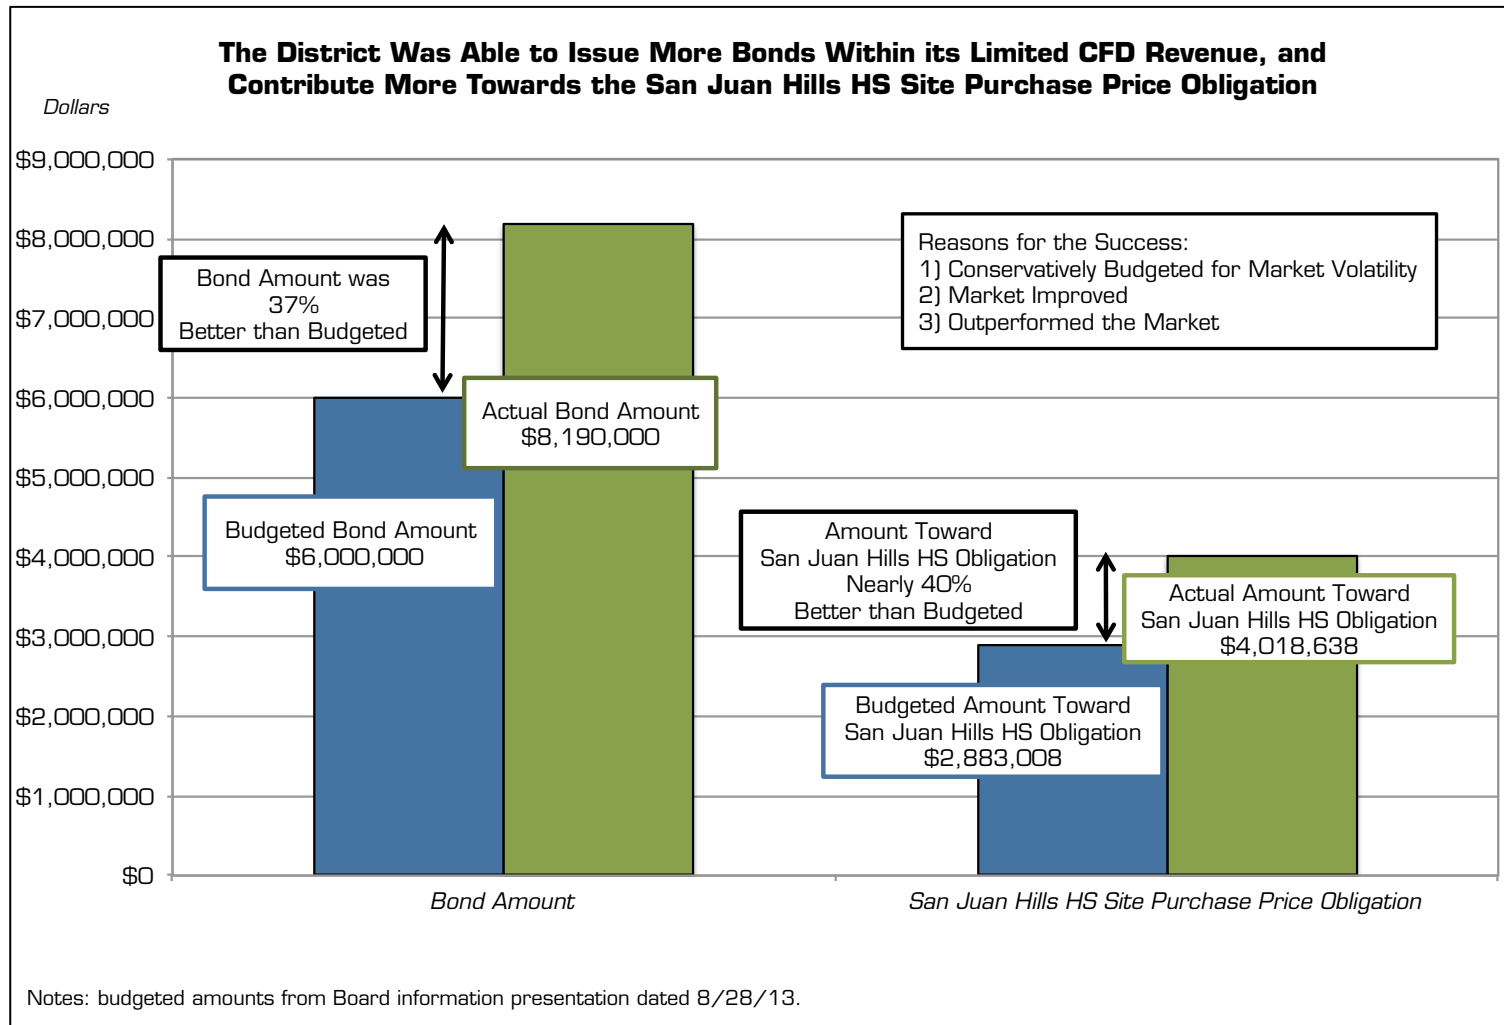 The District Was Able to Issue More Bonds Within its Limited CFD Revenue, and
Contribute More Towards the San Juan Hills HS Site Purchase Price Obligation
Dollars
$9,000,000
$8,000,000
$7,000,000
$6,000,000
$5,000,000
$4,000,000
$3,000,000
$2,000,000
$1,000,000
$0
Bond Amount was
37%
Better than Budgeted
Reasons for the Success:
1) Conservatively Budgeted for Market Volatility
2) Market Improved
3) Outperformed the Market
Actual Bond Amount
$8,190,000
Budgeted Bond Amount
$6,000,000
Amount Toward
San Juan Hills HS Obligation
Nearly 40%
Better than Budgeted
Actual Amount Toward
San Juan Hills HS Obligation
$4,018,638
Budgeted Amount Toward
San Juan Hills HS Obligation
$2,883,008
Bond Amount
San Juan Hills HS Site Purchase Price Obligation
Notes: budgeted amounts from Board information presentation dated 8/28/13.